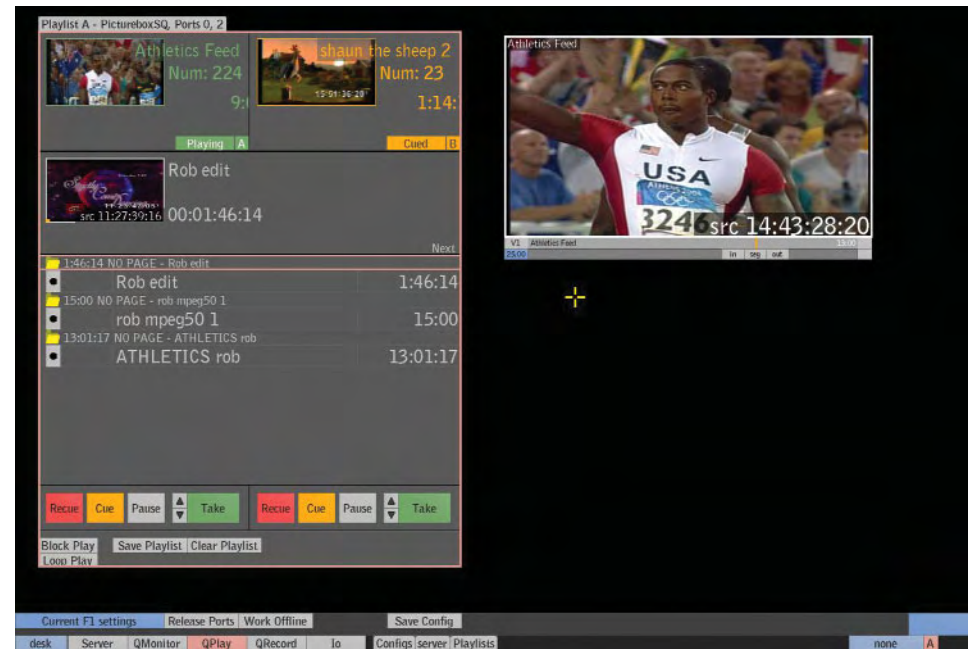 Playlist A - PictureboxSQ, Ports 0, 2
Athletics Feed
Num: 224
9:
Playing A
shaun the sheep 2
Num: 23
15:01:36:20
1:14:
Cued B
Rob edit
src 11:27:39:16 00:01:46:14
Next
1:46:14 NO PAGE - Rob edit
Rob edit 1:46:14
15:00 NO PAGE - rob mpeg50 1
rob mpeg50 1 15:00
13:01:17 NO PAGE - ATHLETICS rob
ATHLETICS rob 13:01:17
Recue Cue Pause Take Recue Cue Pause Take
Block Play Save Playlist Clear Playlist
Loop Play
Athletics Feed
USA
ATHENS 2004
3246
src 14:43:28:20
V1 Athletics Feed 15:00
25.00 in seg out
Current F1 settings Release Ports Work Offline Save Config
desk Server QMonitor QPlay QRecord Io Configs server Playlists none A